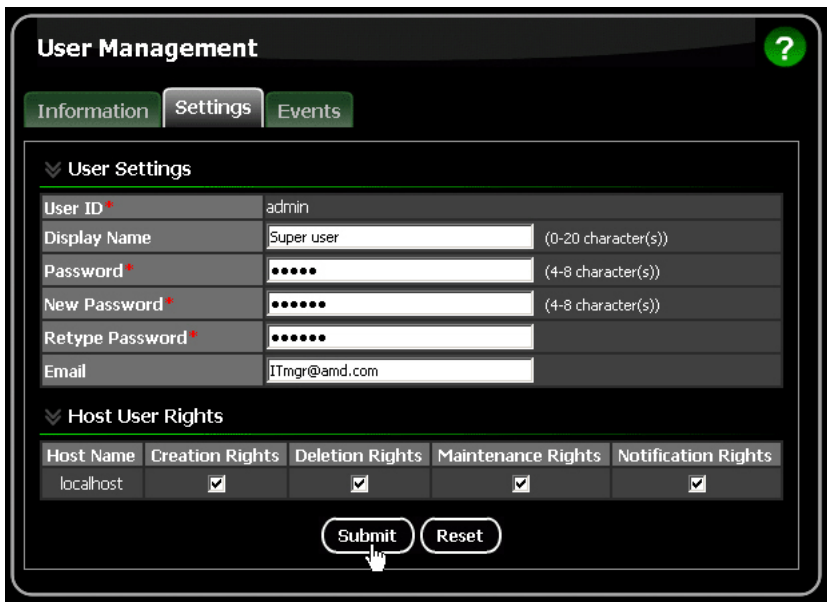 User Management
?
Information Settings Events
User Settings
User ID* admin
Display Name Super user (0-20 character(s))
Password* ••••• (4-8 character(s))
New Password* •••••• (4-8 character(s))
Retype Password* ••••••
Email ITmgr@amd.com
Host User Rights
Host Name Creation Rights Deletion Rights Maintenance Rights Notification Rights
localhost
Submit Reset